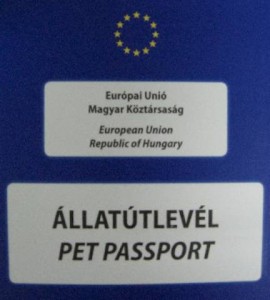 Európai Unió
Magyar Köztársaság
European Union
Republic of Hungary
ÁLLATÚTLEVÉL
PET PASSPORT